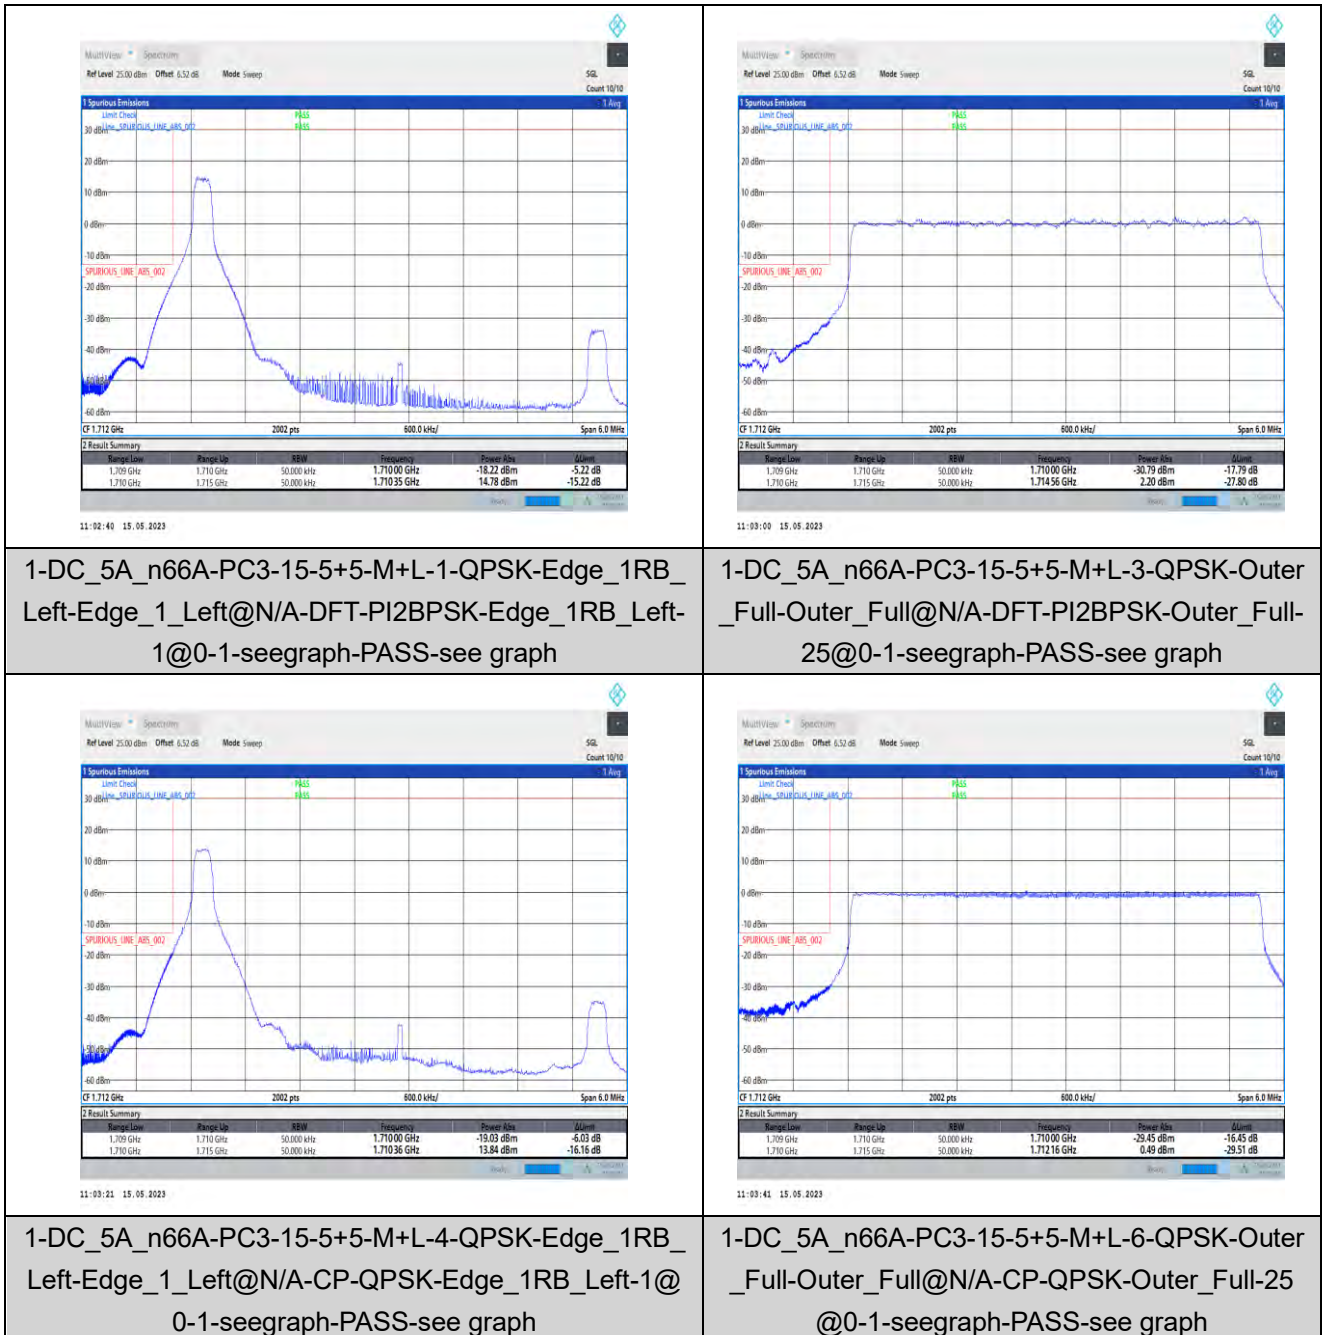 MultiView Spectrum
Ref Level 25.00 dBm Offset 6.52 dB Mode Sweep SGL
Count 10/10
1 Spurious Emissions 1 Avg
Limit Check PASS
Line_SPURIOUS_LINE_ABS_002 PASS
30 dBm
20 dBm
10 dBm
0 dBm
-10 dBm
SPURIOUS_LINE_ABS_002
-20 dBm
-30 dBm
-40 dBm
-60 dBm
CF 1.712 GHz 2002 pts 600.0 kHz/ Span 6.0 MHz
2 Result Summary
Range Low Range Up RBW Frequency Power Abs ΔLimit
1.709 GHz 1.710 GHz 50.000 kHz 1.71000 GHz -18.22 dBm -5.22 dB
1.710 GHz 1.715 GHz 50.000 kHz 1.71035 GHz 14.78 dBm -15.22 dB
11:02:40 15.05.2023
MultiView Spectrum
Ref Level 25.00 dBm Offset 6.52 dB Mode Sweep SGL
Count 10/10
1 Spurious Emissions 1 Avg
Limit Check PASS
Line_SPURIOUS_LINE_ABS_002 PASS
30 dBm
20 dBm
10 dBm
0 dBm
-10 dBm
SPURIOUS_LINE_ABS_002
-20 dBm
-30 dBm
-40 dBm
-50 dBm
-60 dBm
CF 1.712 GHz 2002 pts 600.0 kHz/ Span 6.0 MHz
2 Result Summary
Range Low Range Up RBW Frequency Power Abs ΔLimit
1.709 GHz 1.710 GHz 50.000 kHz 1.71000 GHz -30.79 dBm -17.79 dB
1.710 GHz 1.715 GHz 50.000 kHz 1.71456 GHz 2.20 dBm -27.80 dB
11:03:00 15.05.2023
1-DC_5A_n66A-PC3-15-5+5-M+L-1-QPSK-Edge_1RB_
Left-Edge_1_Left@N/A-DFT-PI2BPSK-Edge_1RB_Left-
1@0-1-seegraph-PASS-see graph
1-DC_5A_n66A-PC3-15-5+5-M+L-3-QPSK-Outer
_Full-Outer_Full@N/A-DFT-PI2BPSK-Outer_Full-
25@0-1-seegraph-PASS-see graph
MultiView Spectrum
Ref Level 25.00 dBm Offset 6.52 dB Mode Sweep SGL
Count 10/10
1 Spurious Emissions 1 Avg
Limit Check PASS
Line_SPURIOUS_LINE_ABS_002 PASS
30 dBm
20 dBm
10 dBm
0 dBm
-10 dBm
SPURIOUS_LINE_ABS_002
-20 dBm
-30 dBm
-40 dBm
-60 dBm
CF 1.712 GHz 2002 pts 600.0 kHz/ Span 6.0 MHz
2 Result Summary
Range Low Range Up RBW Frequency Power Abs ΔLimit
1.709 GHz 1.710 GHz 50.000 kHz 1.71000 GHz -19.03 dBm -6.03 dB
1.710 GHz 1.715 GHz 50.000 kHz 1.71036 GHz 13.84 dBm -16.16 dB
11:03:21 15.05.2023
MultiView Spectrum
Ref Level 25.00 dBm Offset 6.52 dB Mode Sweep SGL
Count 10/10
1 Spurious Emissions 1 Avg
Limit Check PASS
Line_SPURIOUS_LINE_ABS_002 PASS
30 dBm
20 dBm
10 dBm
0 dBm
-10 dBm
SPURIOUS_LINE_ABS_002
-20 dBm
-30 dBm
-40 dBm
-50 dBm
-60 dBm
CF 1.712 GHz 2002 pts 600.0 kHz/ Span 6.0 MHz
2 Result Summary
Range Low Range Up RBW Frequency Power Abs ΔLimit
1.709 GHz 1.710 GHz 50.000 kHz 1.71000 GHz -29.45 dBm -16.45 dB
1.710 GHz 1.715 GHz 50.000 kHz 1.71216 GHz 0.49 dBm -29.51 dB
11:03:41 15.05.2023
1-DC_5A_n66A-PC3-15-5+5-M+L-4-QPSK-Edge_1RB_
Left-Edge_1_Left@N/A-CP-QPSK-Edge_1RB_Left-1@
0-1-seegraph-PASS-see graph
1-DC_5A_n66A-PC3-15-5+5-M+L-6-QPSK-Outer
_Full-Outer_Full@N/A-CP-QPSK-Outer_Full-25
@0-1-seegraph-PASS-see graph